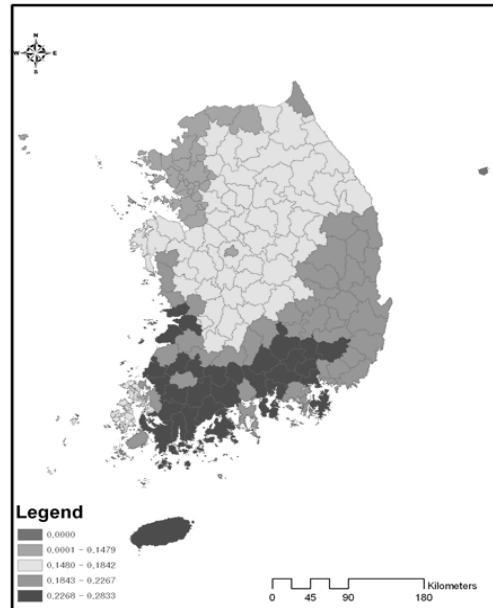 N
W E
S
Legend
0,0000
0,0001 - 0,1479
0,1480 - 0,1842
0,1843 - 0,2267
0,2268 - 0,2833
Kilometers
0 45 90 180